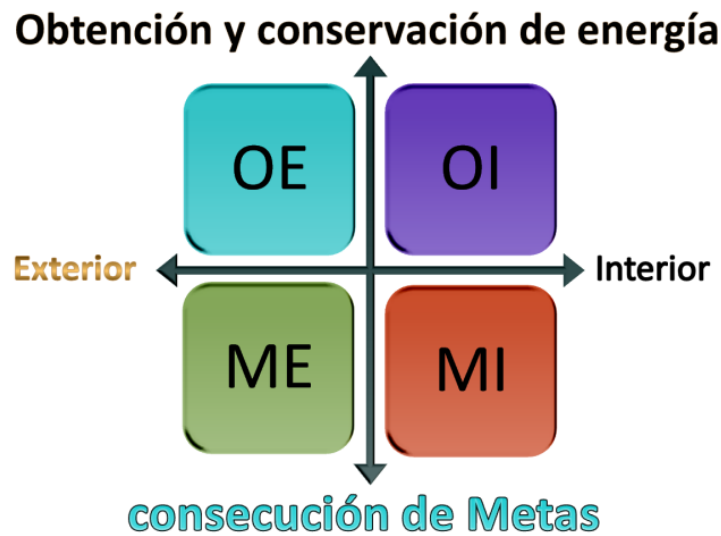 Obtención y conservación de energía
OE OI
Exterior Interior
ME MI
consecución de Metas